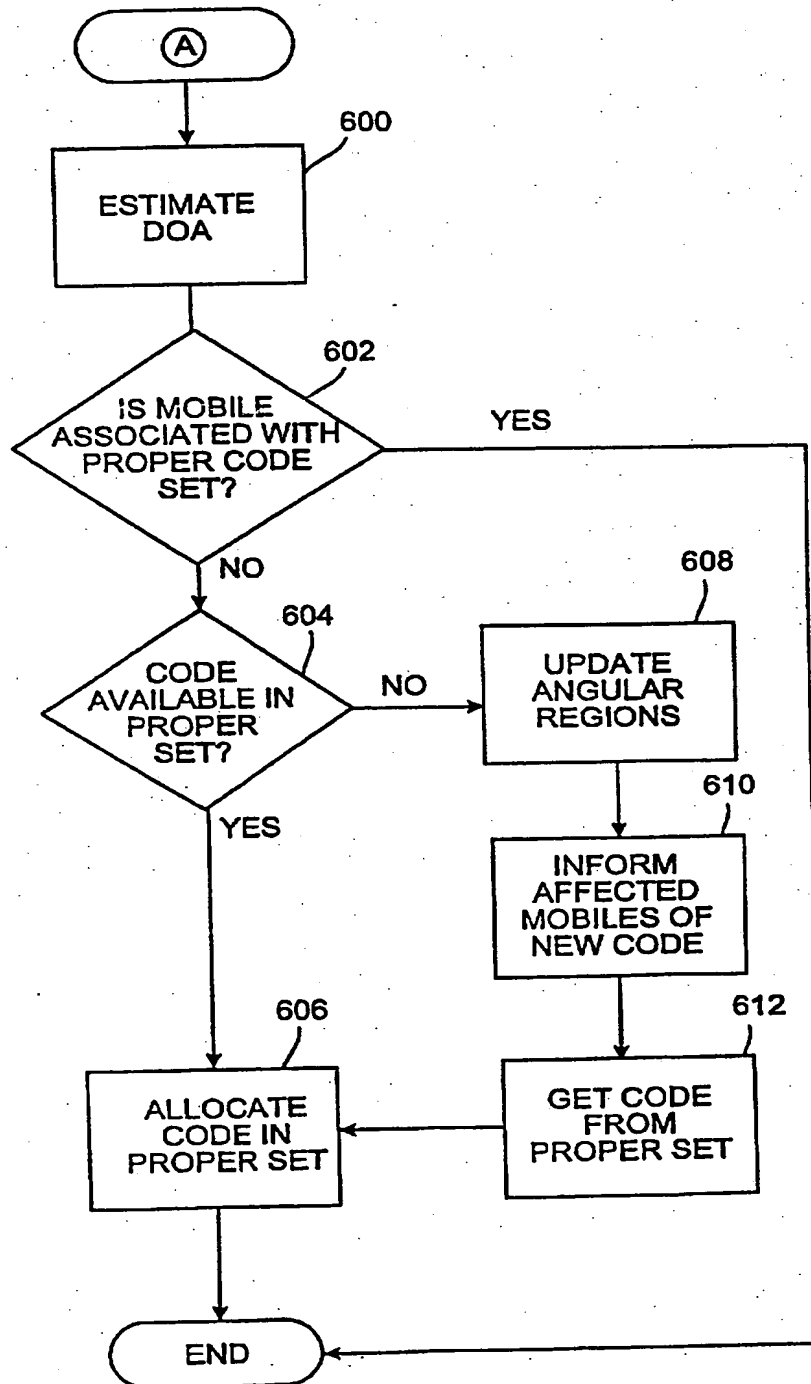 A
600
ESTIMATE
DOA
602
IS MOBILE
ASSOCIATED WITH
PROPER CODE
SET?
YES
NO
604
CODE
AVAILABLE IN
PROPER
SET?
NO
YES
608
UPDATE
ANGULAR
REGIONS
610
INFORM
AFFECTED
MOBILES OF
NEW CODE
612
GET CODE
FROM
PROPER SET
606
ALLOCATE
CODE IN
PROPER SET
END